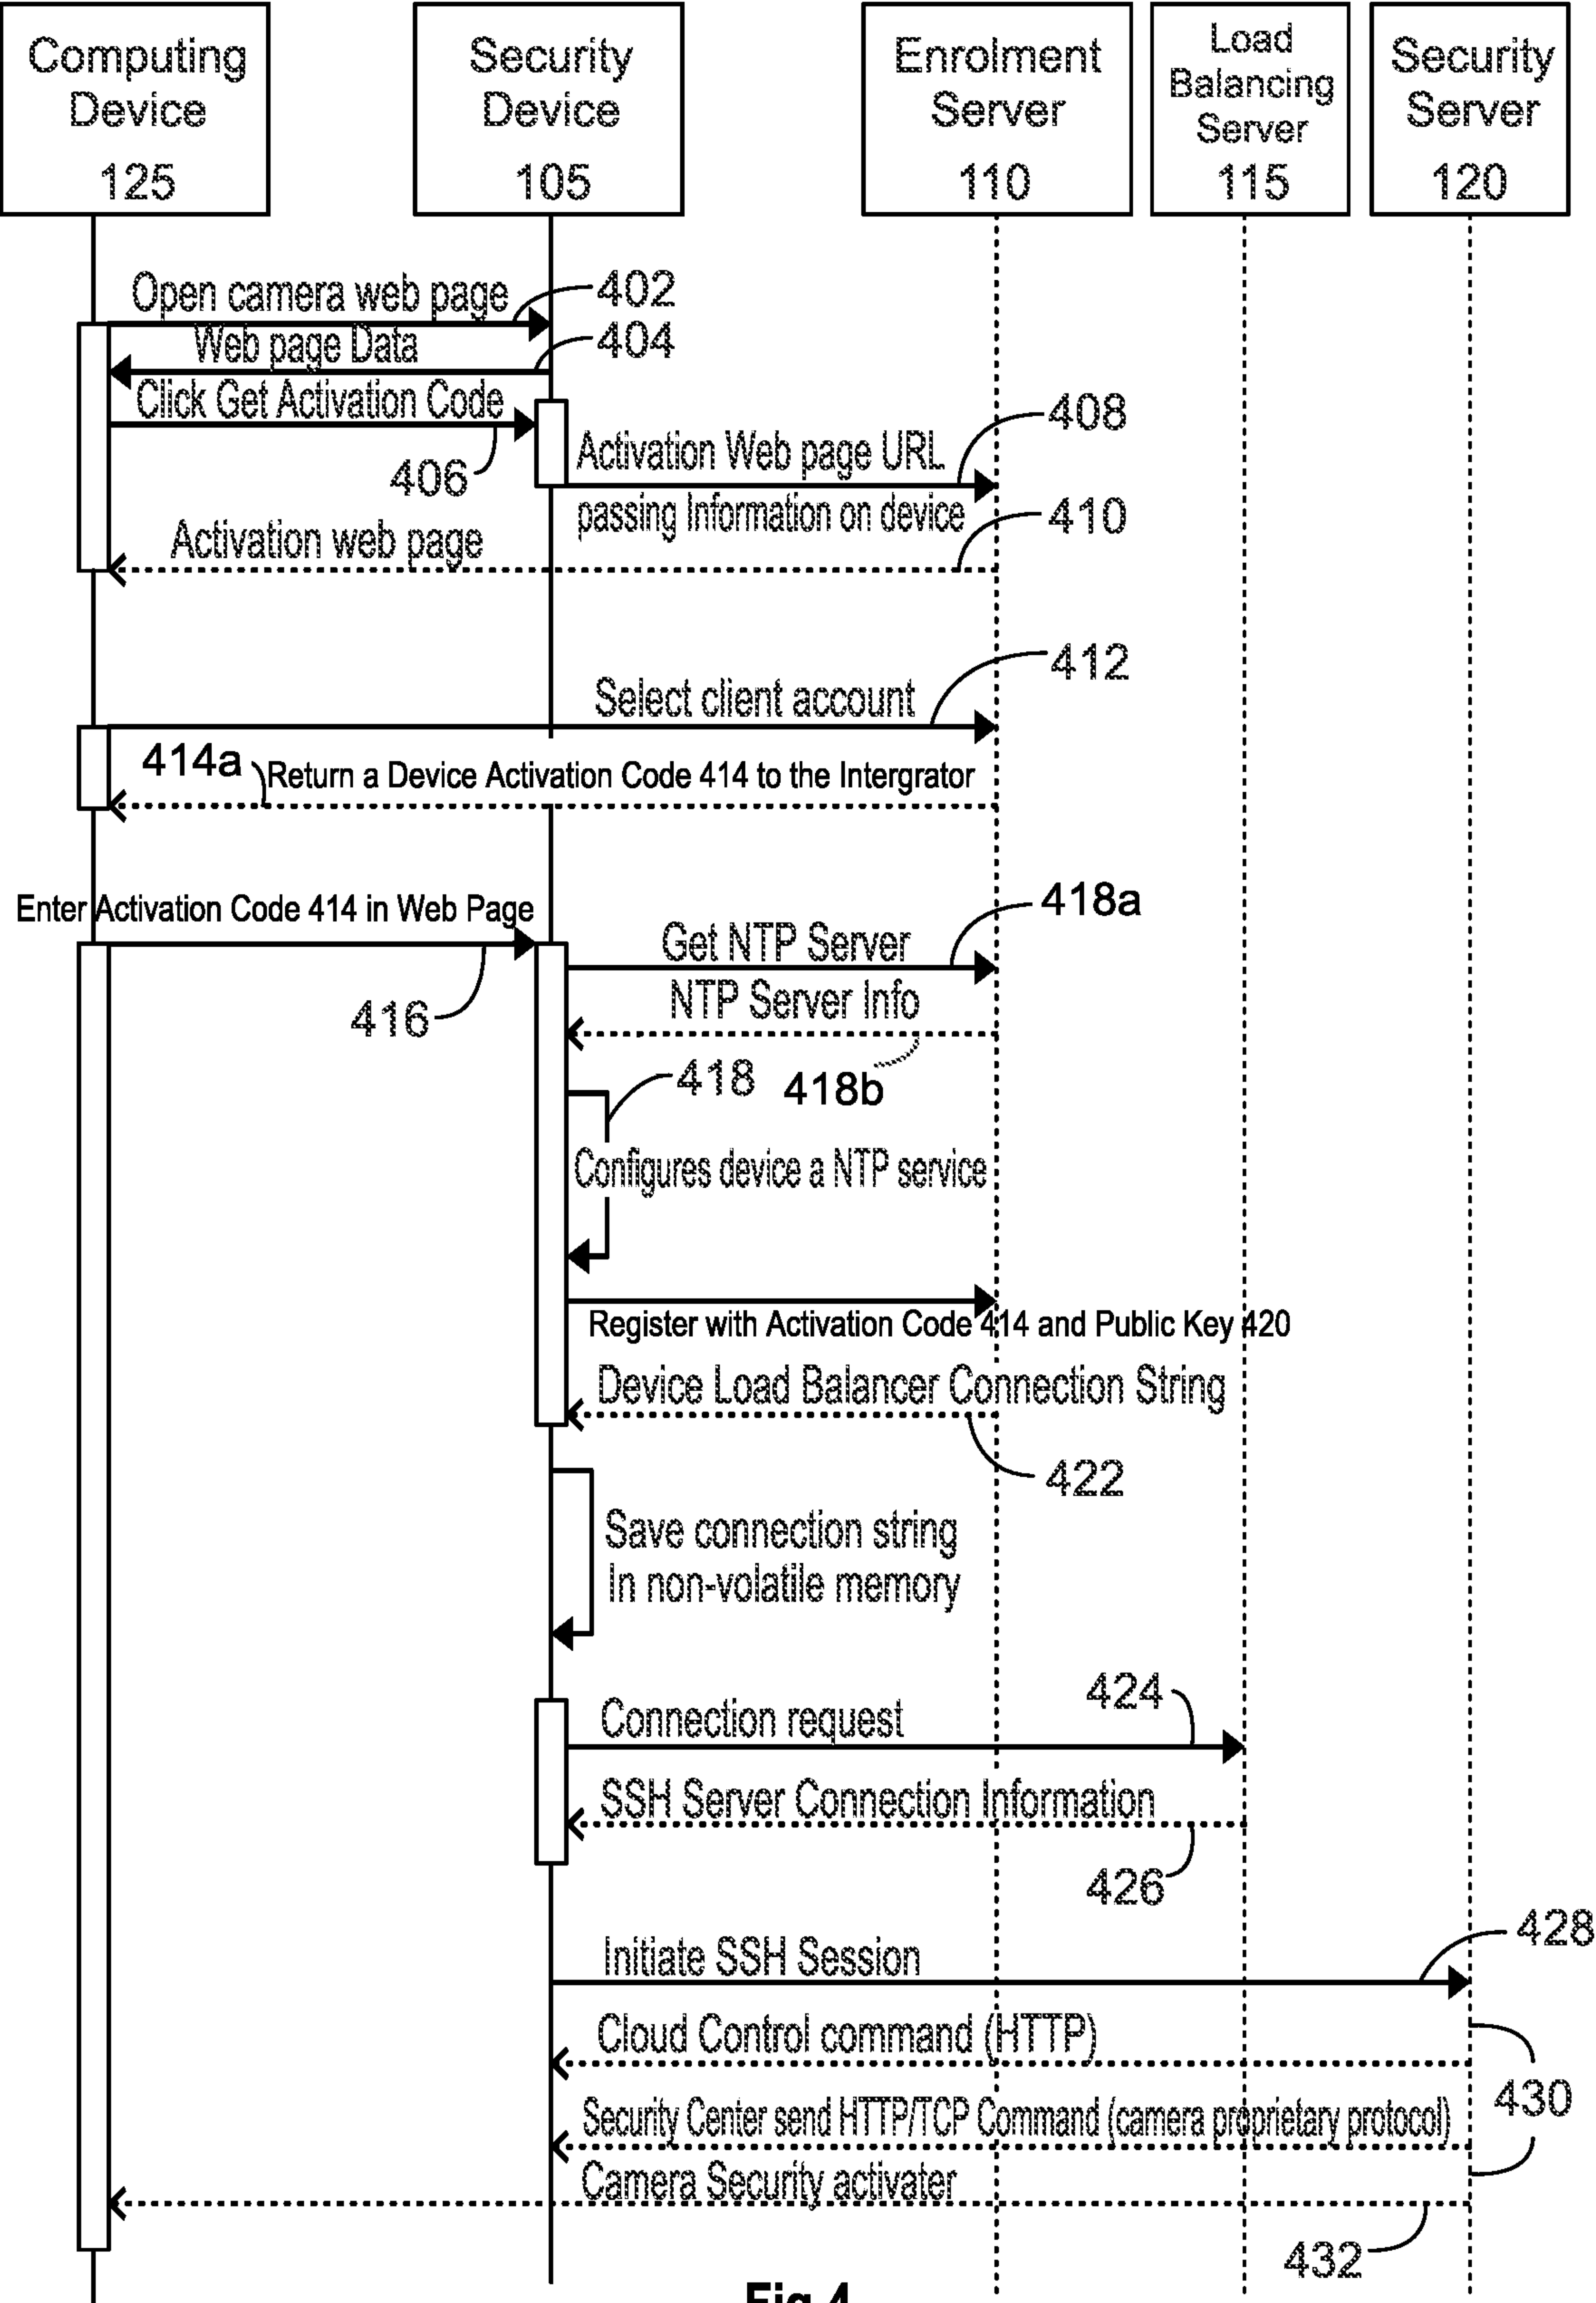 Computing
Device
125
Security
Device
105
Enrolment
Server
110
Load
Balancing
Server
115
Security
Server
120
Open camera web page
402
Web page Data
404
Click Get Activation Code
406
Activation Web page URL
408
passing Information on device
410
Activation web page
412
Select client account
414a
Return a Device Activation Code 414 to the Intergrator
Enter Activation Code 414 in Web Page
416
418a
Get NTP Server
NTP Server Info
418b
418
Configures device a NTP service
Register with Activation Code 414 and Public Key 420
Device Load Balancer Connection String
422
Save connection string
In non-volatile memory
424
Connection request
SSH Server Connection Information
426
428
Initiate SSH Session
Cloud Control command (HTTP)
430
Security Center send HTTP/TCP Command (camera proprietary protocol)
Camera Security activater
432
Fig 4